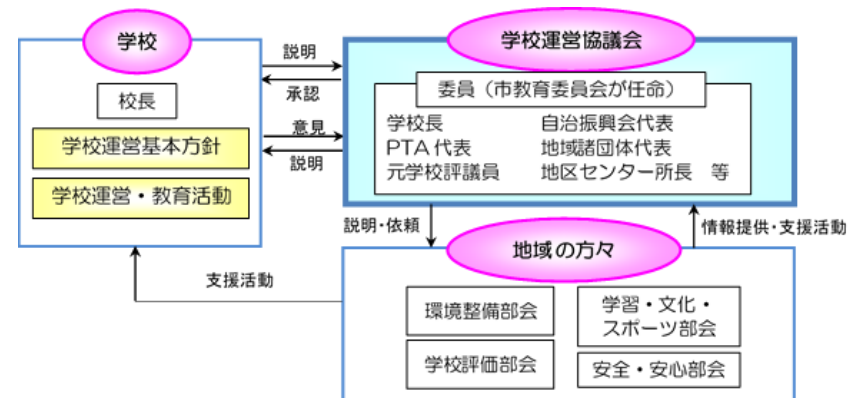 学校
校長
学校運営基本方針
学校運営・教育活動
説明
承認
意見
説明
学校運営協議会
委員（市教育委員会が任命）
学校長 自治振興会代表
PTA代表 地域諸団体代表
元学校評議員 地区センター所長 等
説明・依頼
情報提供・支援活動
支援活動
地域の方々
環境整備部会
学習・文化・
スポーツ部会
学校評価部会
安全・安心部会